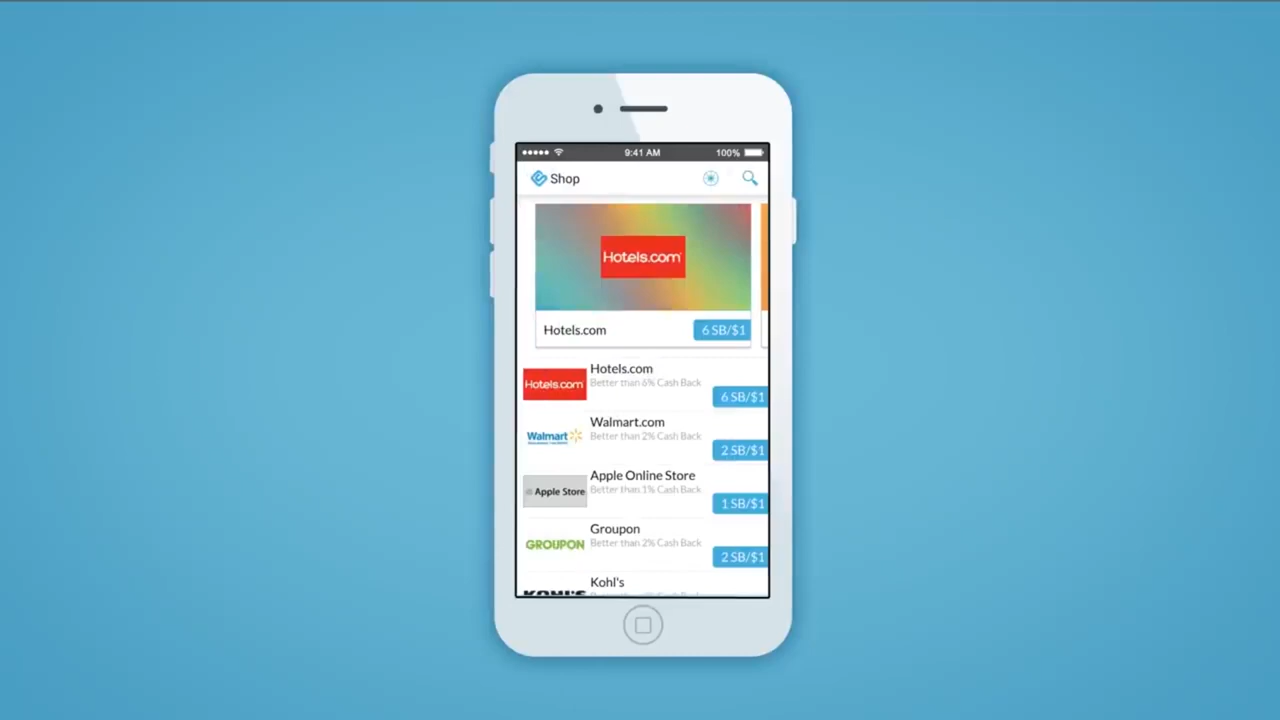 9:41 AM
100%
Shop
Hotels.com
Hotels.com
6 SB/$1
Hotels.com
Hotels.com
Better than 6% Cash Back
6 SB/$1
Walmart
Walmart.com
Better than 2% Cash Back
2 SB/$1
Apple Store
Apple Online Store
Better than 1% Cash Back
1 SB/$1
GROUPON
Groupon
Better than 2% Cash Back
2 SB/$1
KOHL'S
Kohl's